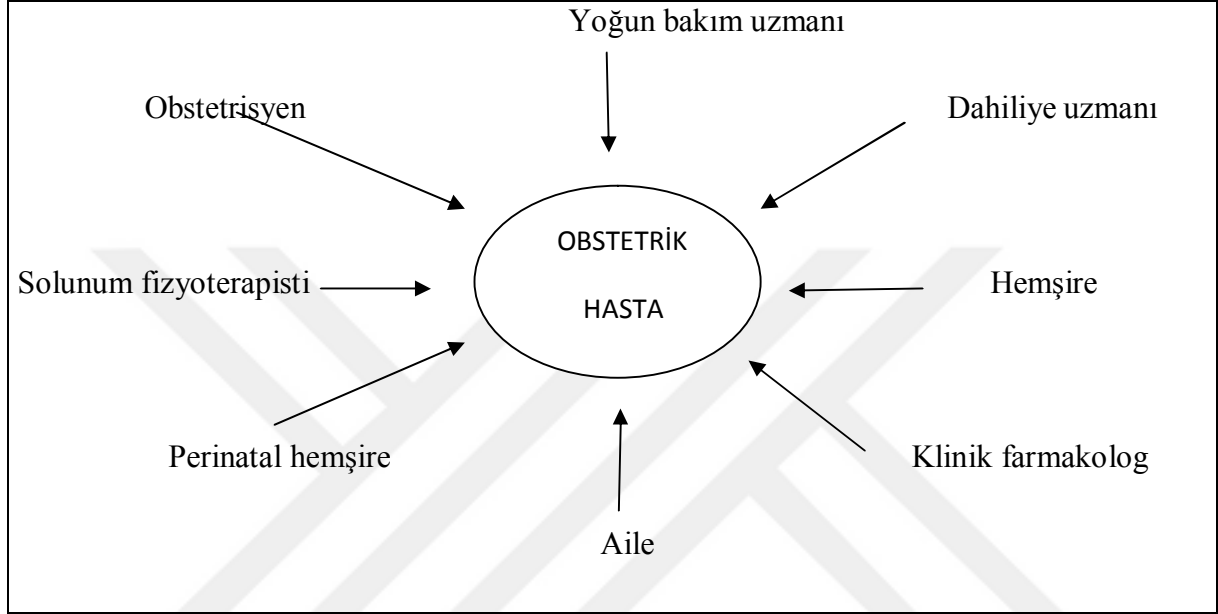 Yoğun bakım uzmanı
Obstetrisyen
Dahiliye uzmanı
OBSTETRİK
HASTA
Solunum fizyoterapisti
Hemşire
Perinatal hemşire
Klinik farmakolog
Aile